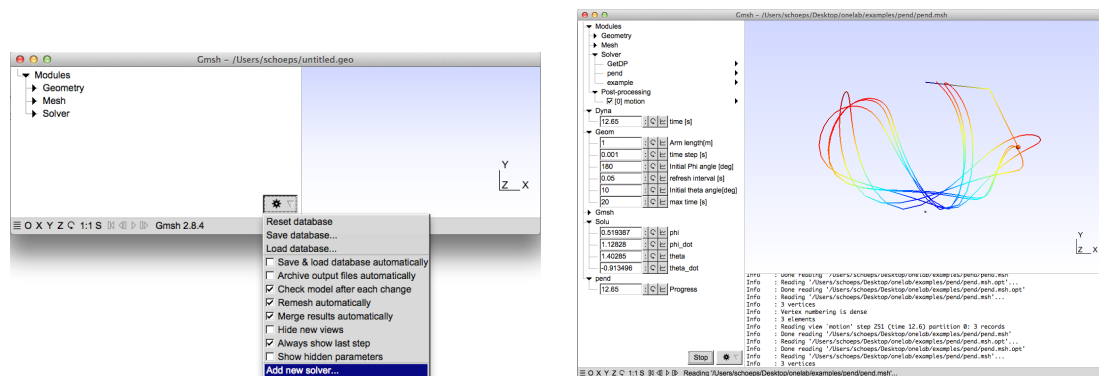 Gmsh - /Users/schoeps/untitled.geo
Modules
Geometry
Mesh
Solver
Y
Z X
O X Y Z 1:1 S Gmsh 2.8.4
Reset database
Save database...
Load database...
Save & load database automatically
Archive output files automatically
Check model after each change
Remesh automatically
Merge results automatically
Hide new views
Always show last step
Show hidden parameters
Add new solver...
Gmsh - /Users/schoeps/Desktop/onelab/examples/pend/pend.msh
Modules
Geometry
Mesh
Solver
GetDP
pend
example
Post-processing
[0] motion
Dyna
12.65 time [s]
Geom
1 Arm length[m]
0.001 time step [s]
180 Initial Phi angle [deg]
0.05 refresh interval [s]
10 Initial theta angle[deg]
20 max time [s]
Gmsh
Solu
0.519387 phi
1.12828 phi_dot
1.40285 theta
-0.913496 theta_dot
pend
12.65 Progress
Stop
Y
Z X
Info : Done reading '/Users/schoeps/Desktop/onelab/examples/pend/pend.msh'
Info : Reading '/Users/schoeps/Desktop/onelab/examples/pend/pend.msh.opt'...
Info : Done reading '/Users/schoeps/Desktop/onelab/examples/pend/pend.msh.opt'
Info : Reading '/Users/schoeps/Desktop/onelab/examples/pend/pend.msh'...
Info : 3 vertices
Info : Vertex numbering is dense
Info : 3 elements
Info : Reading view 'motion' step 251 (time 12.6) partition 0: 3 records
Info : Done reading '/Users/schoeps/Desktop/onelab/examples/pend/pend.msh'
Info : Reading '/Users/schoeps/Desktop/onelab/examples/pend/pend.msh.opt'...
Info : Done reading '/Users/schoeps/Desktop/onelab/examples/pend/pend.msh.opt'
Info : Reading '/Users/schoeps/Desktop/onelab/examples/pend/pend.msh'...
Info : 3 vertices
O X Y Z 1:1 S Reading '/Users/schoeps/Desktop/onelab/examples/pend/pend.msh'...